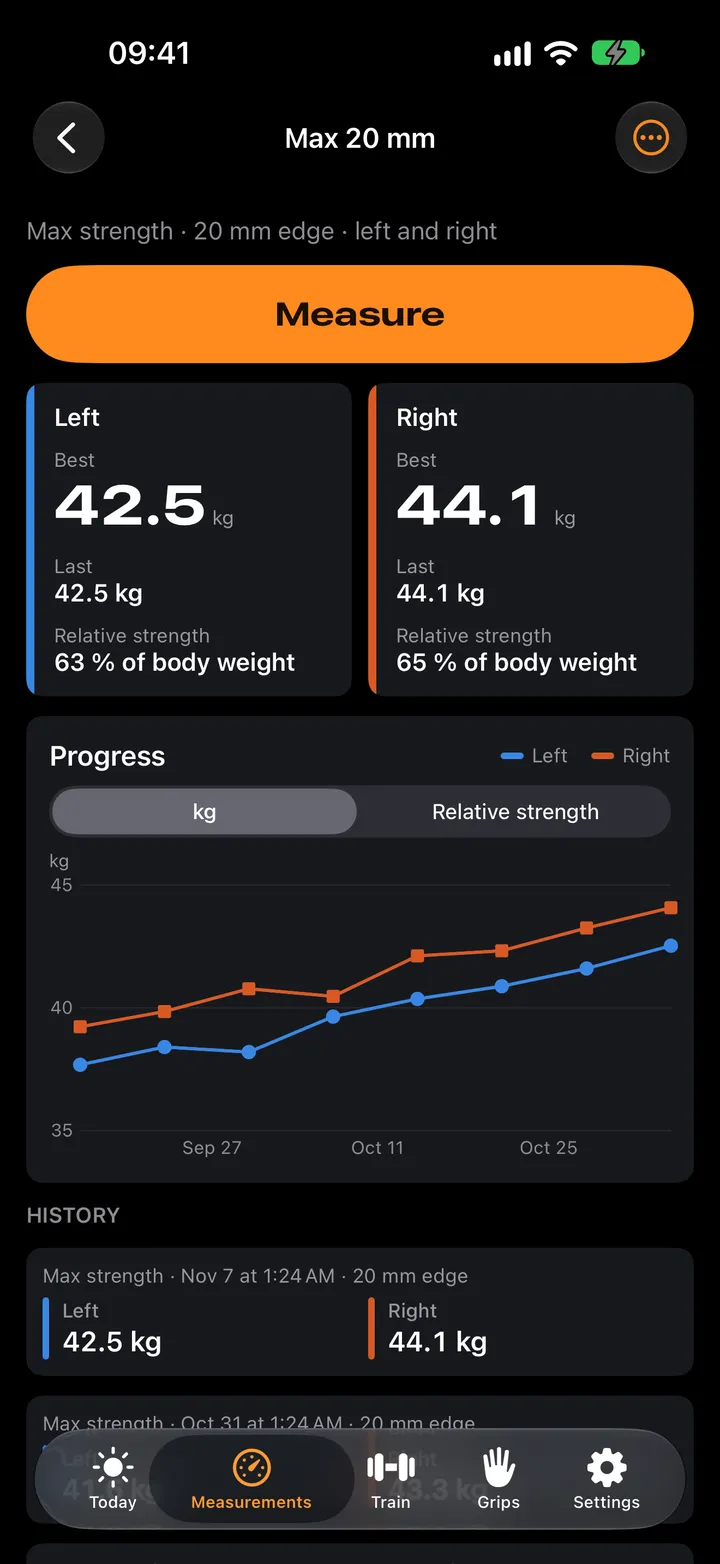 09:41
Max 20 mm
Max strength · 20 mm edge · left and right
Measure
Left
Best
42.5 kg
Last
42.5 kg
Relative strength
63 % of body weight
Right
Best
44.1 kg
Last
44.1 kg
Relative strength
65 % of body weight
Progress
Left
Right
kg
Relative strength
kg
45
40
35
Sep 27
Oct 11
Oct 25
HISTORY
Max strength · Nov 7 at 1:24 AM · 20 mm edge
Left
42.5 kg
Right
44.1 kg
Max strength · Oct 31 at 1:24 AM · 20 mm edge
Left
Right
43.3 kg
Today
Measurements
Train
Grips
Settings